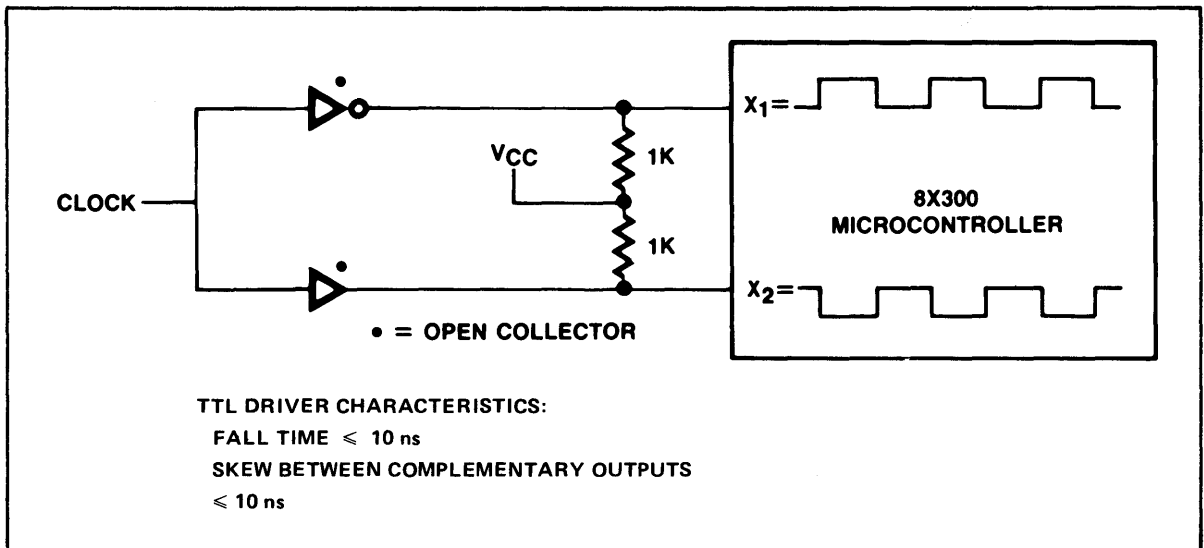 CLOCK
VCC
1K
1K
• = OPEN COLLECTOR
X1=
8X300
MICROCONTROLLER
X2=
TTL DRIVER CHARACTERISTICS:
FALL TIME ⩽ 10 ns
SKEW BETWEEN COMPLEMENTARY OUTPUTS
⩽ 10 ns